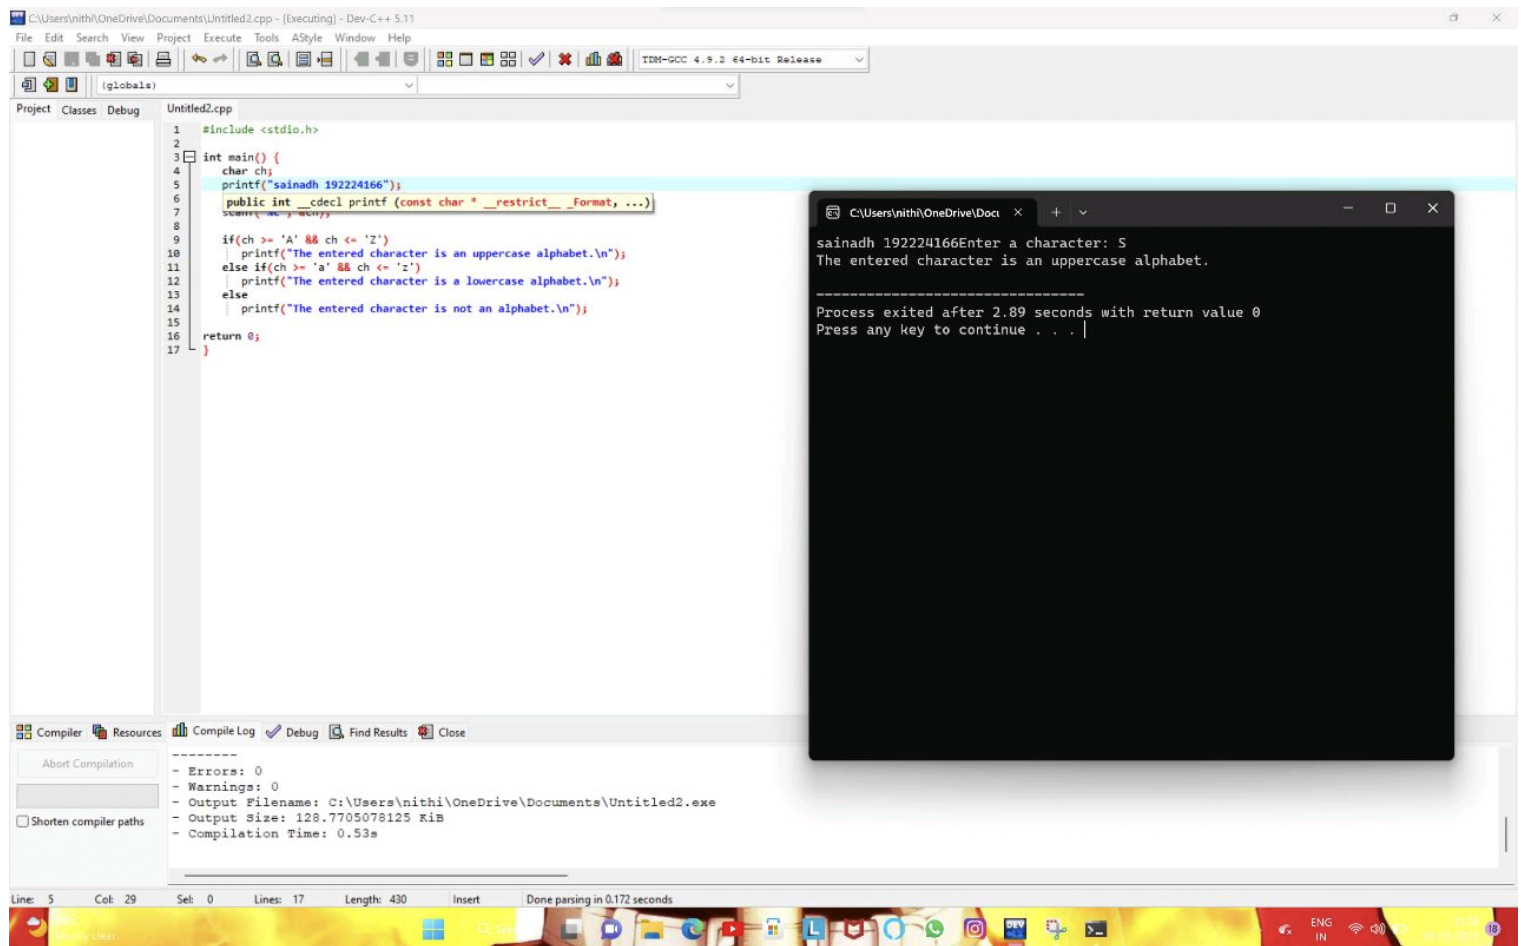 C:\Users\nithi\OneDrive\Documents\Untitled2.cpp - [Executing] - Dev-C++ 5.11
File Edit Search View Project Execute Tools AStyle Window Help
TDM-GCC 4.9.2 64-bit Release
(globals)
Project Classes Debug Untitled2.cpp
1 #include <stdio.h>
2
3 int main() {
4 char ch;
5 printf("sainadh 192224166");
6 public int __cdecl printf (const char * __restrict__ _Format, ...)
7
8
9 if(ch >= 'A' && ch <= 'Z')
10 printf("The entered character is an uppercase alphabet.\n");
11 else if(ch >= 'a' && ch <= 'z')
12 printf("The entered character is a lowercase alphabet.\n");
13 else
14 printf("The entered character is not an alphabet.\n");
15
16 return 0;
17 }
C:\Users\nithi\OneDrive\Docu
sainadh 192224166Enter a character: S
The entered character is an uppercase alphabet.
--------------------------------
Process exited after 2.89 seconds with return value 0
Press any key to continue . . .
Compiler Resources Compile Log Debug Find Results Close
Abort Compilation
Shorten compiler paths
--------
- Errors: 0
- Warnings: 0
- Output Filename: C:\Users\nithi\OneDrive\Documents\Untitled2.exe
- Output Size: 128.7705078125 KiB
- Compilation Time: 0.53s
Line: 5 Col: 29 Sel: 0 Lines: 17 Length: 430 Insert Done parsing in 0.172 seconds
DEV
ENG
IN
18